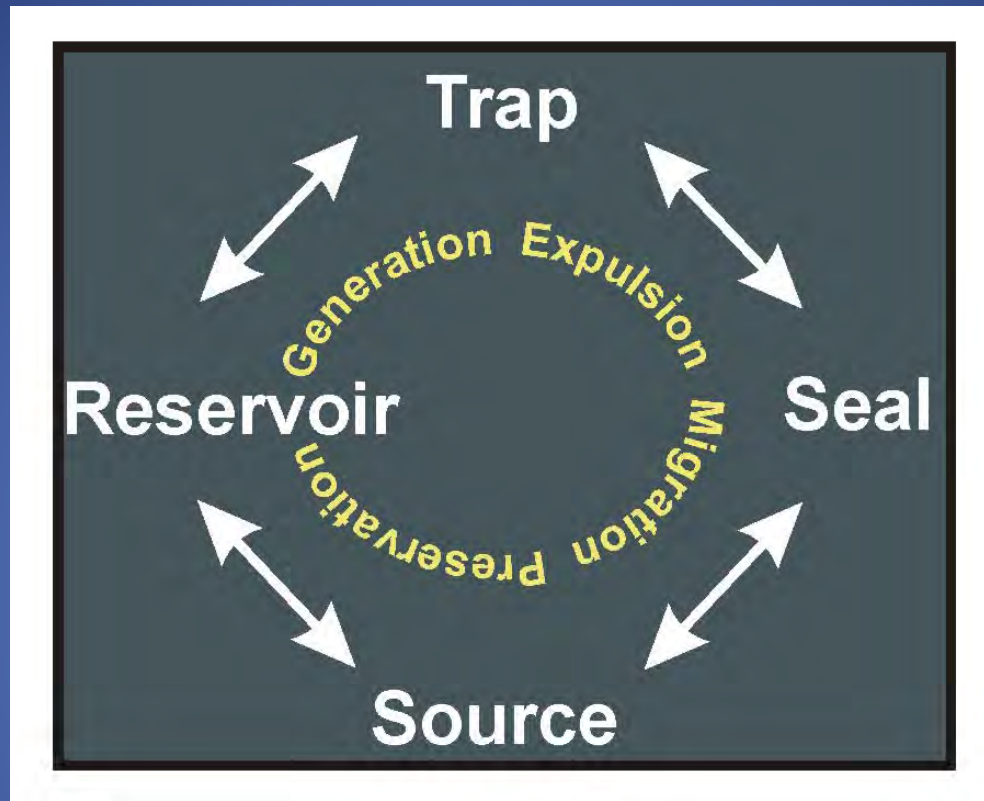 Trap
Generation Expulsion Migration Preservation
Reservoir
Seal
Source